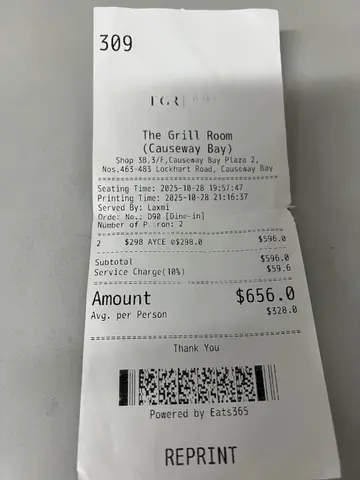 309
The Grill Room
(Causeway Bay)
Shop 3B,3/F,Causeway Bay Plaza 2,
Nos.463-483 Lockhart Road, Causeway Bay
Seating Time: 2025-10-28 19:57:47
Printing Time: 2025-10-28 21:16:37
Served By: Laxmi
Order No.: D90 [Dine-in]
Number of P ron: 2
2 $298 AYCE @$298.0 $596.0
Subtotal $596.0
Service Charge(10%) $59.6
Amount $656.0
Avg. per Person $328.0
Thank You
Powered by Eats365
REPRINT